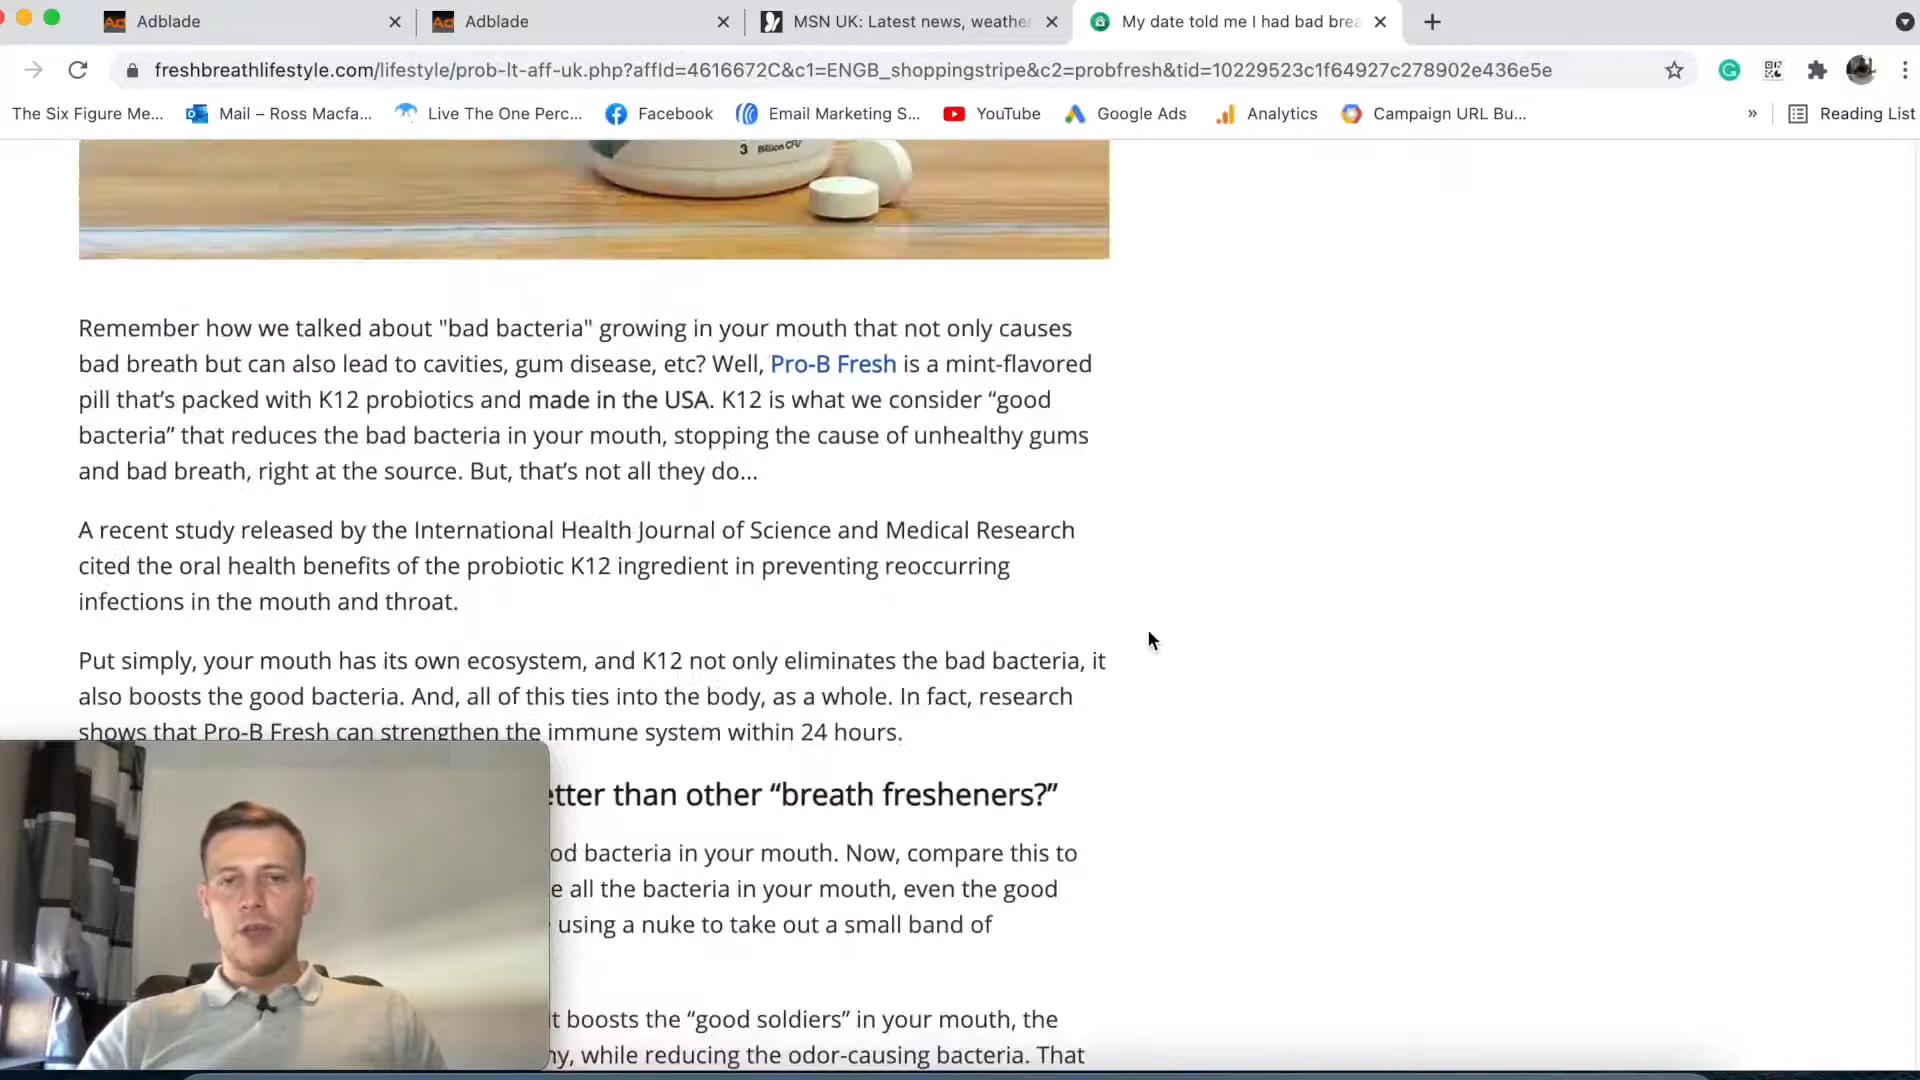 Adblade
Adblade
MSN UK: Latest news, weather
My date told me I had bad brea
freshbreathlifestyle.com/lifestyle/prob-lt-aff-uk.php?affId=4616672C&c1=ENGB_shoppingstripe&c2=probfresh&tid=10229523c1f64927c278902e436e5e
The Six Figure Me...
Mail – Ross Macfa...
Live The One Perc...
Facebook
Email Marketing S...
YouTube
Google Ads
Analytics
Campaign URL Bu...
»
Reading List
3 Billion CFU
Remember how we talked about "bad bacteria" growing in your mouth that not only causes
bad breath but can also lead to cavities, gum disease, etc? Well, Pro-B Fresh is a mint-flavored
pill that’s packed with K12 probiotics and made in the USA. K12 is what we consider “good
bacteria” that reduces the bad bacteria in your mouth, stopping the cause of unhealthy gums
and bad breath, right at the source. But, that’s not all they do...
A recent study released by the International Health Journal of Science and Medical Research
cited the oral health benefits of the probiotic K12 ingredient in preventing reoccurring
infections in the mouth and throat.
Put simply, your mouth has its own ecosystem, and K12 not only eliminates the bad bacteria, it
also boosts the good bacteria. And, all of this ties into the body, as a whole. In fact, research
shows that Pro-B Fresh can strengthen the immune system within 24 hours.
etter than other “breath fresheners?”
od bacteria in your mouth. Now, compare this to
e all the bacteria in your mouth, even the good
using a nuke to take out a small band of
t boosts the “good soldiers” in your mouth, the
hy, while reducing the odor-causing bacteria. That